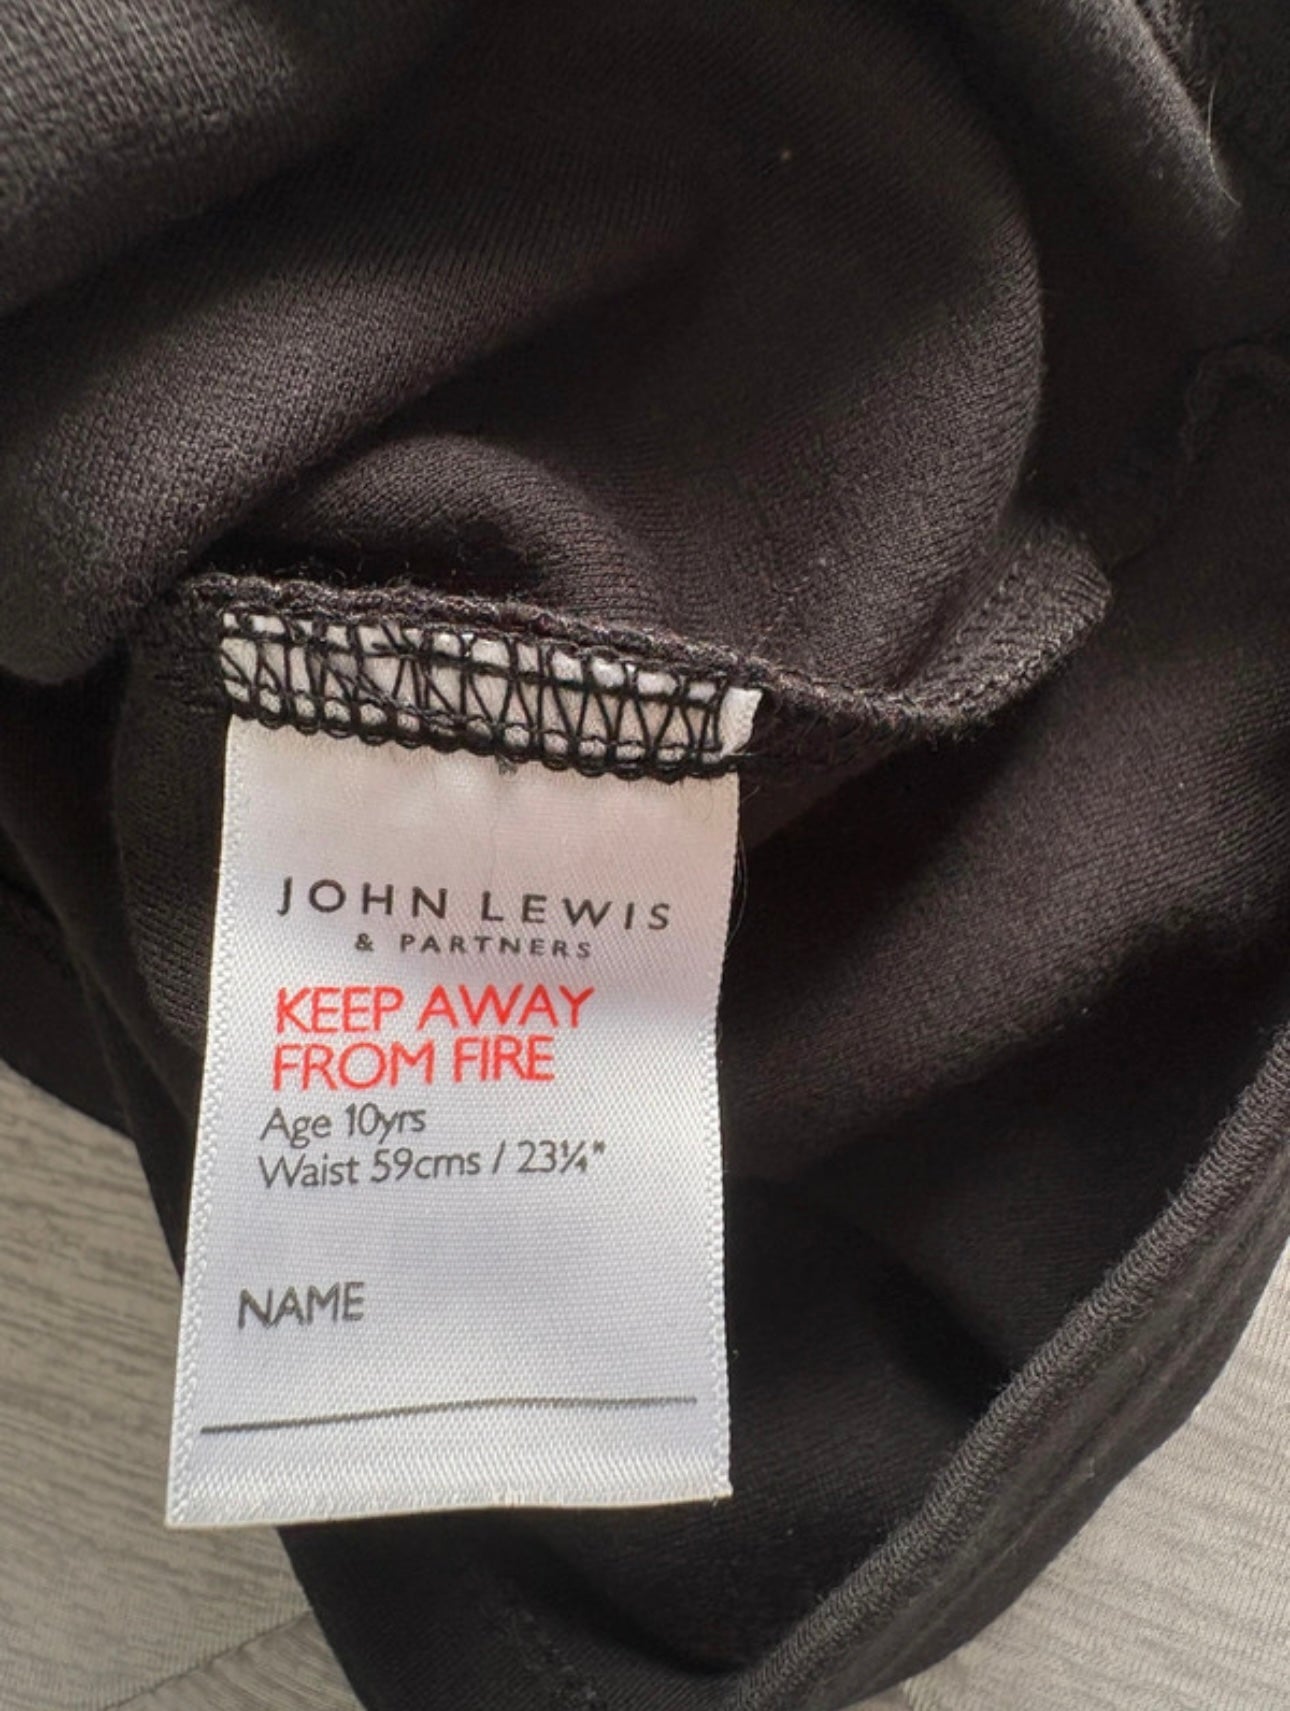 JOHN LEWIS
& PARTNERS
KEEP AWAY
FROM FIRE
Age 10yrs
Waist 59cms / 23¼"
NAME